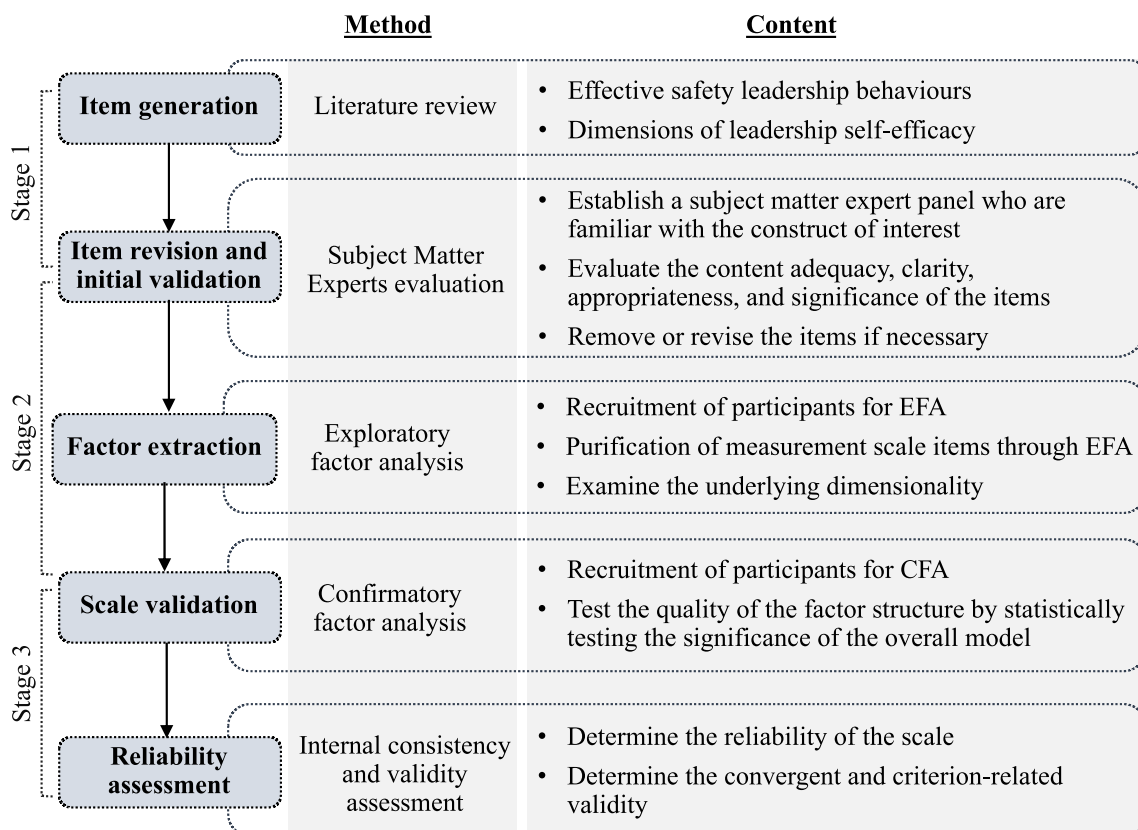 Method
Content
Stage 1
Item generation
Literature review
• Effective safety leadership behaviours
• Dimensions of leadership self-efficacy
Item revision and
initial validation
Subject Matter
Experts evaluation
• Establish a subject matter expert panel who are
familiar with the construct of interest
• Evaluate the content adequacy, clarity,
appropriateness, and significance of the items
• Remove or revise the items if necessary
Stage 2
Factor extraction
Exploratory
factor analysis
• Recruitment of participants for EFA
• Purification of measurement scale items through EFA
• Examine the underlying dimensionality
Scale validation
Confirmatory
factor analysis
• Recruitment of participants for CFA
• Test the quality of the factor structure by statistically
testing the significance of the overall model
Stage 3
Reliability
assessment
Internal consistency
and validity
assessment
• Determine the reliability of the scale
• Determine the convergent and criterion-related
validity